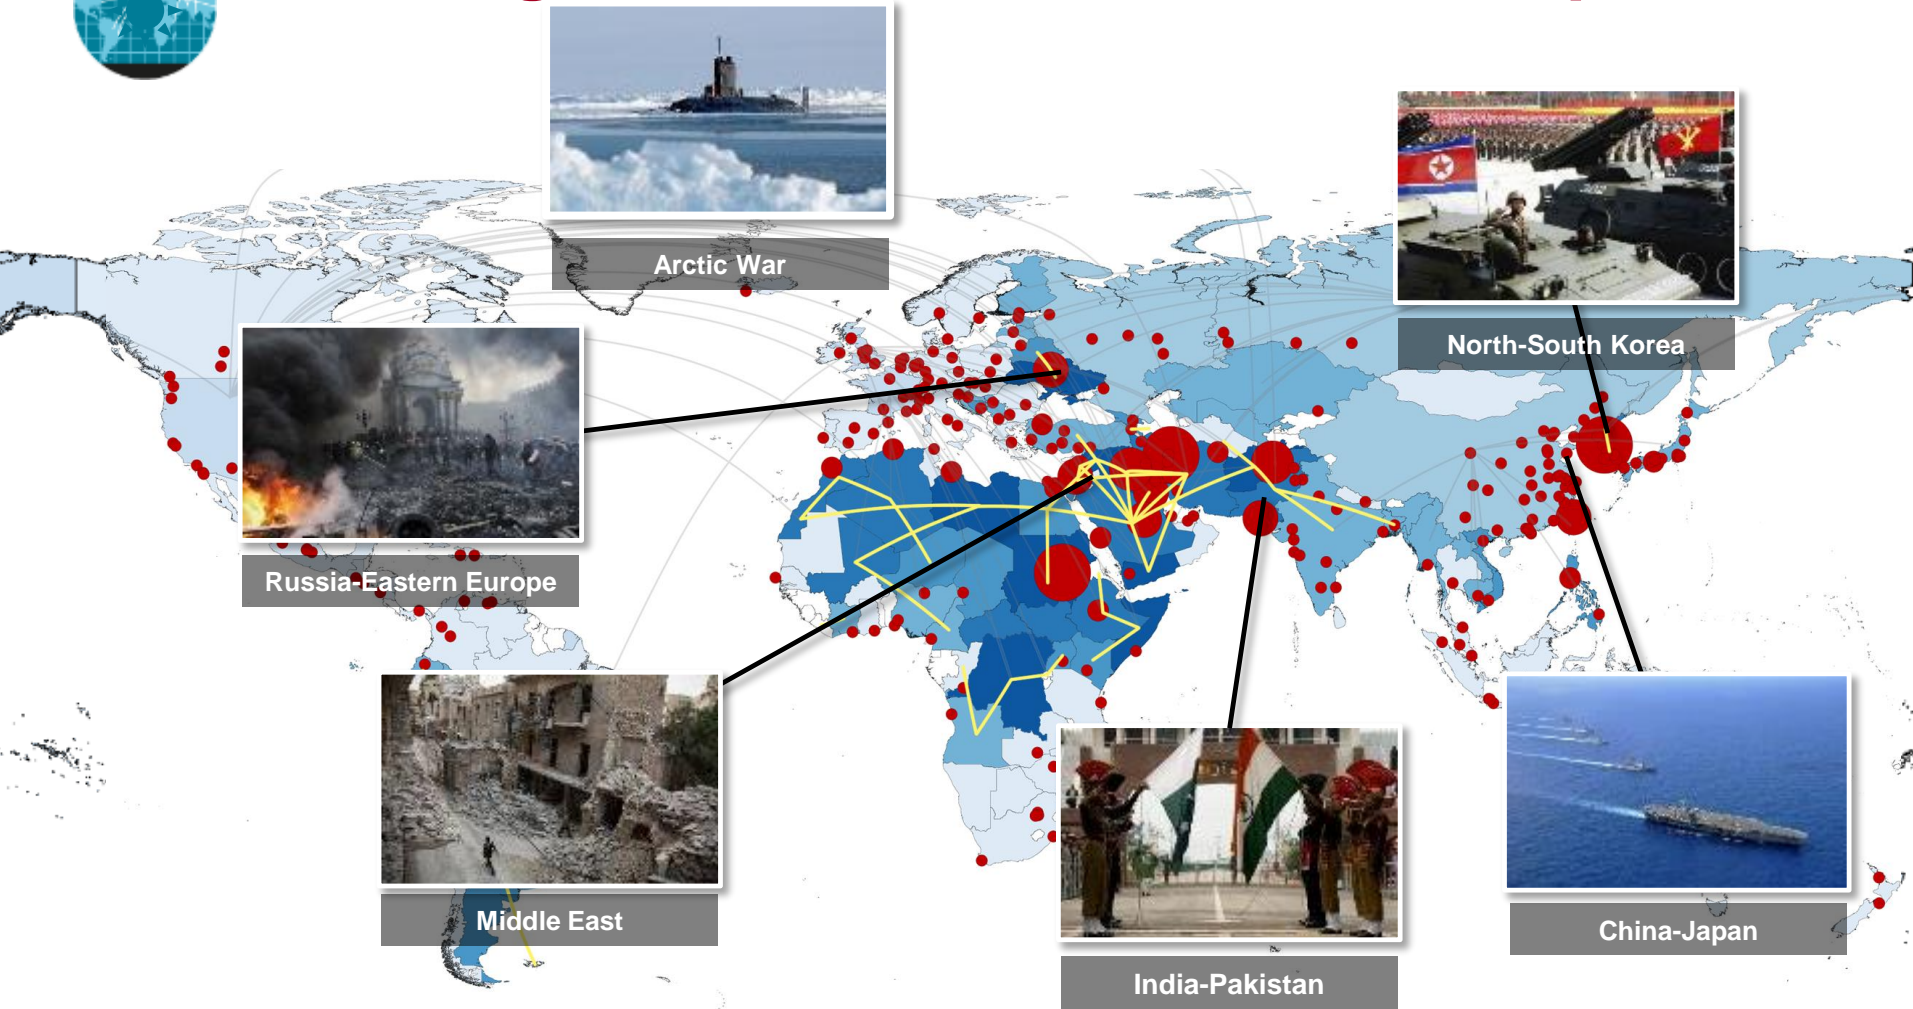 Arctic War
North-South Korea
Russia-Eastern Europe
Middle East
India-Pakistan
China-Japan